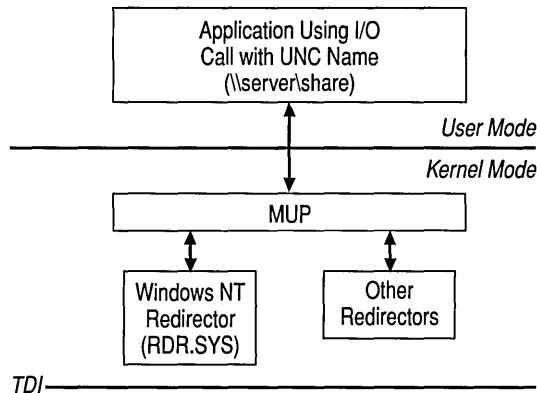 Application Using I/O
Call with UNC Name
(\\server\share)
User Mode
Kernel Mode
MUP
Windows NT
Redirector
(RDR.SYS)
Other
Redirectors
TDI